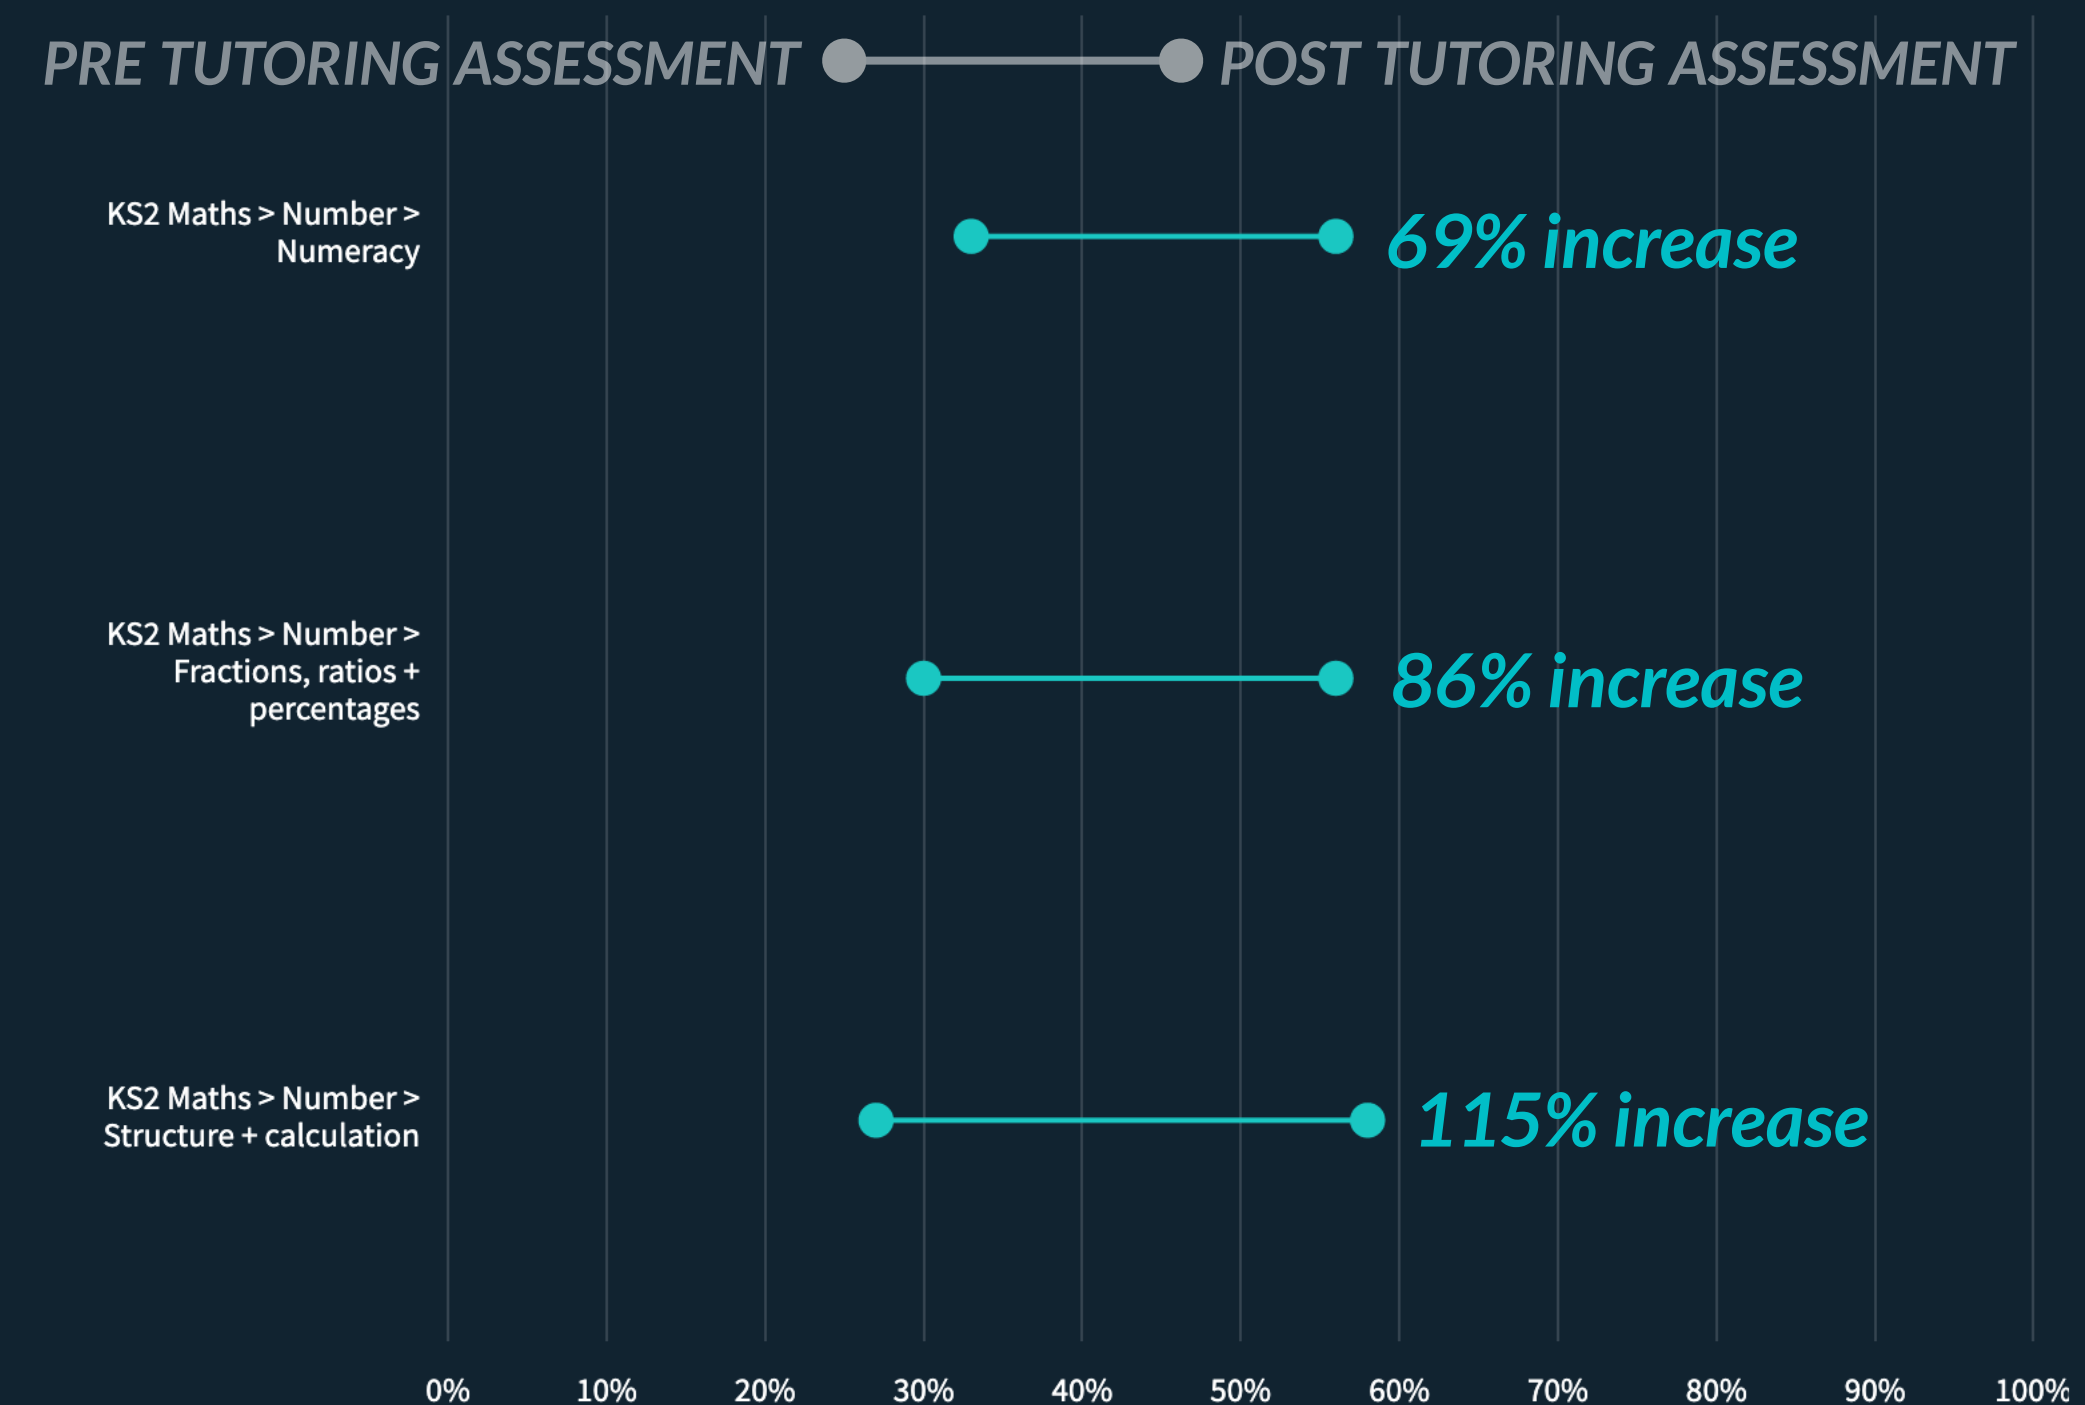 PRE TUTORING ASSESSMENT
POST TUTORING ASSESSMENT
KS2 Maths > Number >
Numeracy
69% increase
KS2 Maths > Number >
Fractions, ratios +
percentages
86% increase
KS2 Maths > Number >
Structure + calculation
115% increase
0% 10% 20% 30% 40% 50% 60% 70% 80% 90% 100%